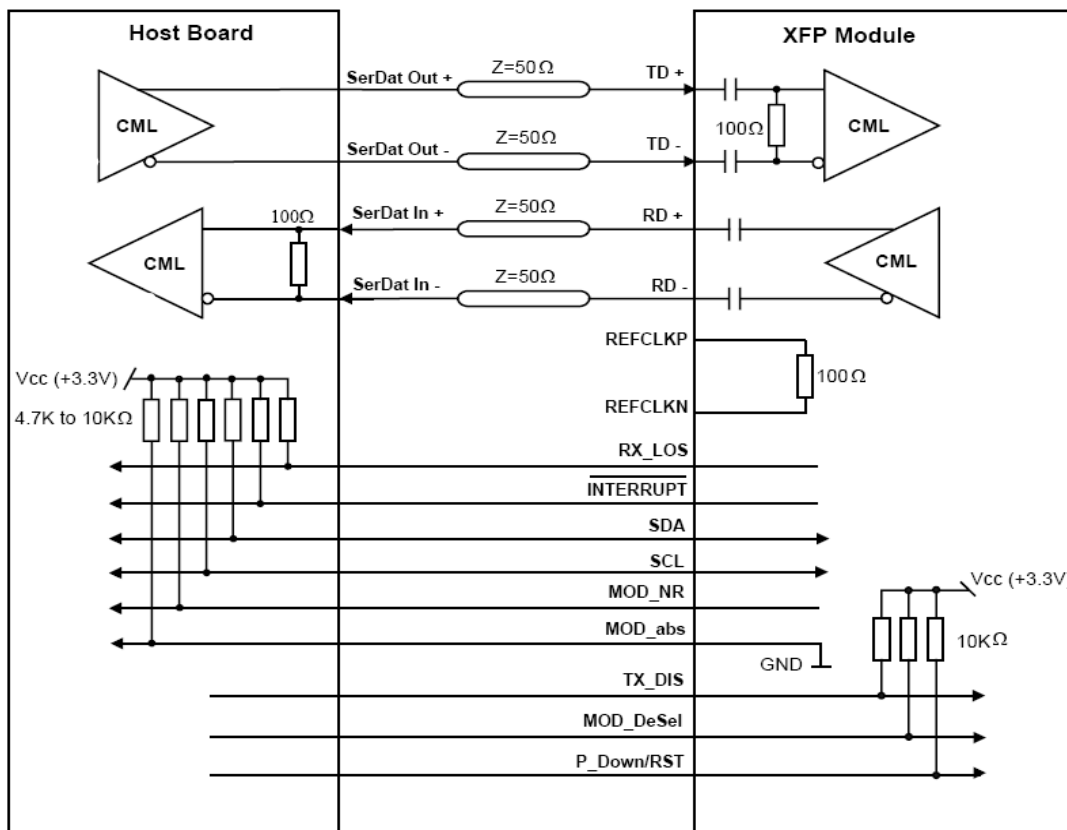 Host Board
XFP Module
SerDat Out +
Z=50Ω
TD +
CML
100Ω
CML
SerDat Out -
Z=50Ω
TD -
SerDat In +
Z=50Ω
RD +
100Ω
CML
CML
SerDat In -
Z=50Ω
RD -
REFCLKP
100Ω
REFCLKN
Vcc (+3.3V)
4.7K to 10KΩ
RX_LOS
INTERRUPT
SDA
SCL
MOD_NR
MOD_abs
Vcc (+3.3V)
10KΩ
GND
TX_DIS
MOD_DeSel
P_Down/RST